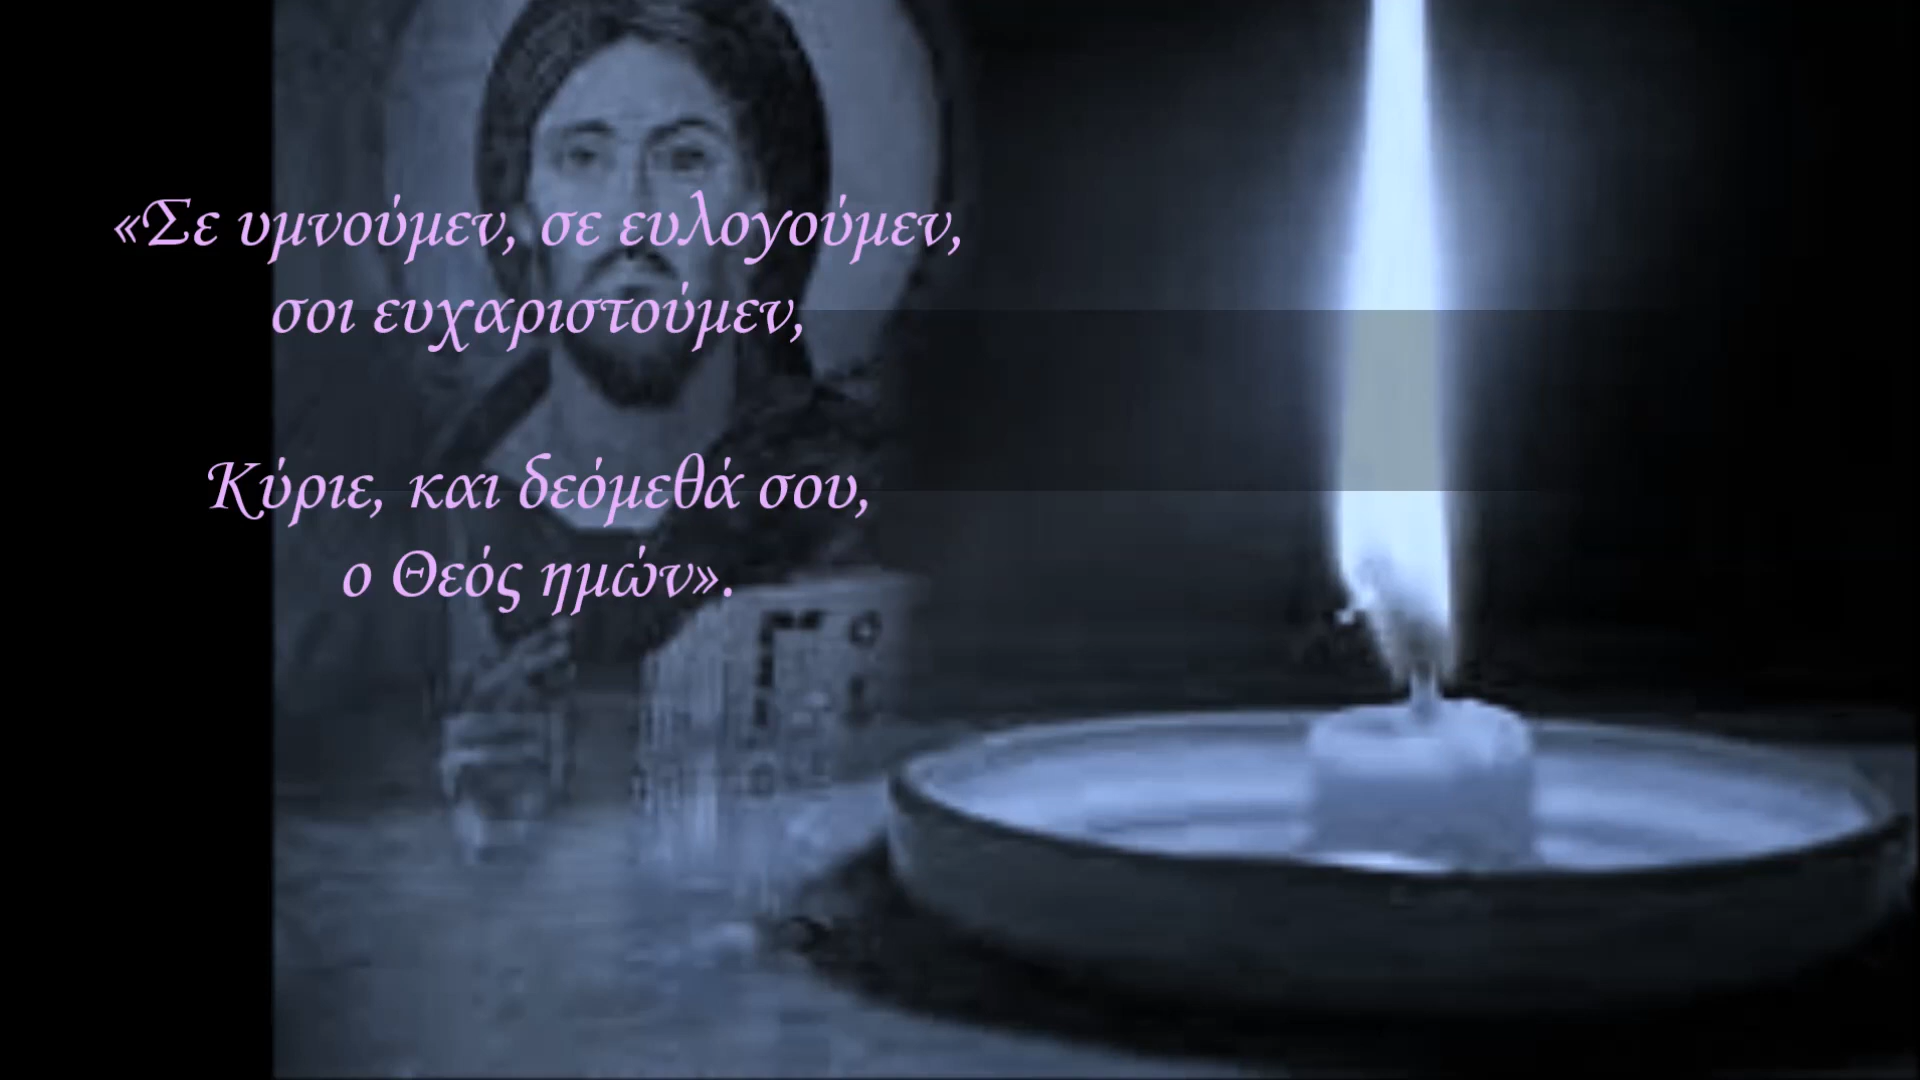 «Σε υμνούμεν, σε ευλογούμεν,
σοι ευχαριστούμεν,
Κύριε, και δεόμεθά σου,
ο Θεός ημών».